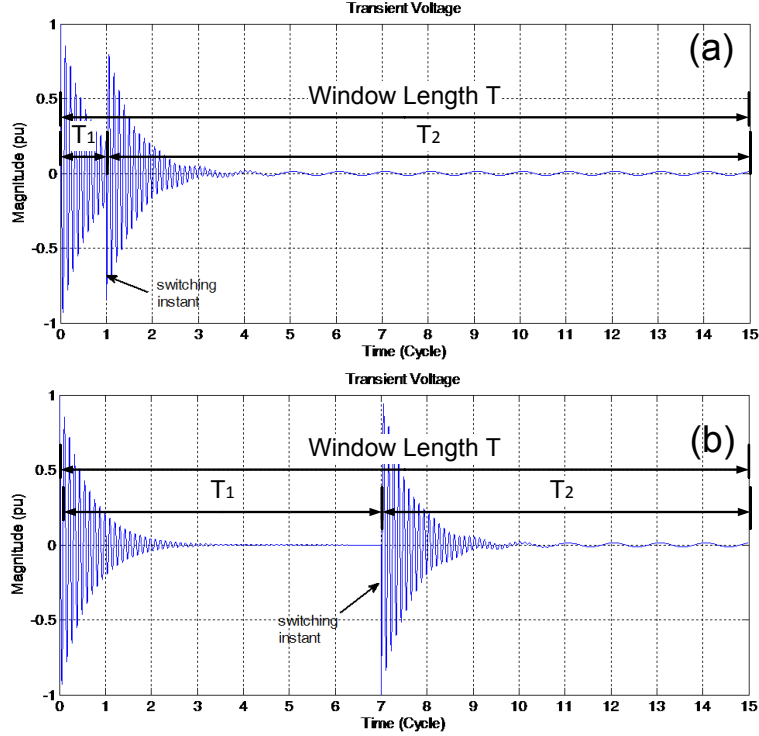 Transient Voltage
(a)
1
0.5
0
-0.5
-1
Magnitude (pu)
Window Length T
T1
T2
switching
instant
0 1 2 3 4 5 6 7 8 9 10 11 12 13 14 15
Time (Cycle)
Transient Voltage
(b)
1
0.5
0
-0.5
-1
Magnitude (pu)
Window Length T
T1
T2
switching
instant
0 1 2 3 4 5 6 7 8 9 10 11 12 13 14 15
Time (Cycle)